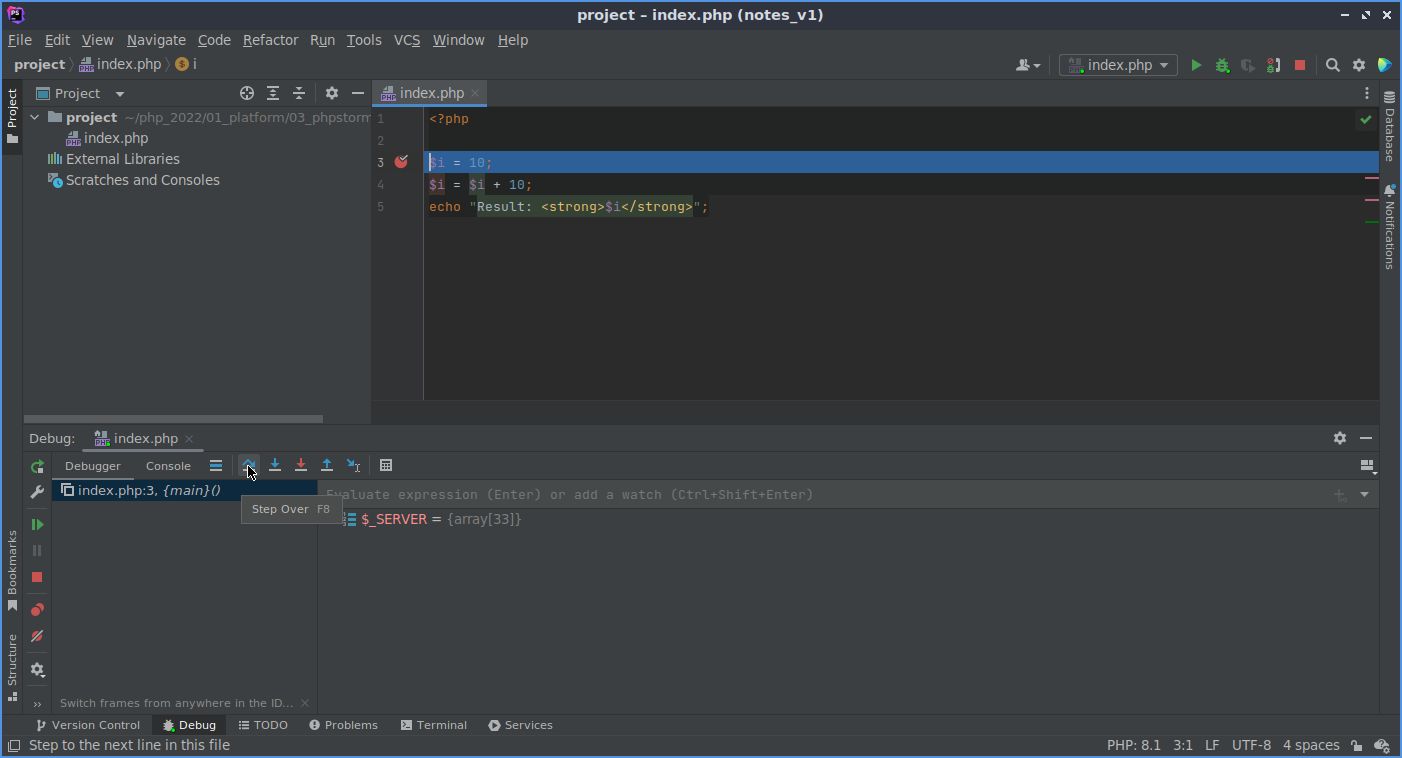 PS
project – index.php (notes_v1)
File Edit View Navigate Code Refactor Run Tools VCS Window Help
project index.php $ i
index.php
Project
Project
index.php ×
project ~/php_2022/01_platform/03_phpstorm
index.php
External Libraries
Scratches and Consoles
1 <?php
2
3 $i = 10;
4 $i = $i + 10;
5 echo "Result: <strong>$i</strong>";
Database
Notifications
Debug: index.php ×
Debugger Console
index.php:3, {main}()
Evaluate expression (Enter) or add a watch (Ctrl+Shift+Enter)
Step Over F8
$_SERVER = {array[33]}
Bookmarks
Structure
Switch frames from anywhere in the ID... ×
Version Control Debug TODO Problems Terminal Services
Step to the next line in this file
PHP: 8.1 3:1 LF UTF-8 4 spaces